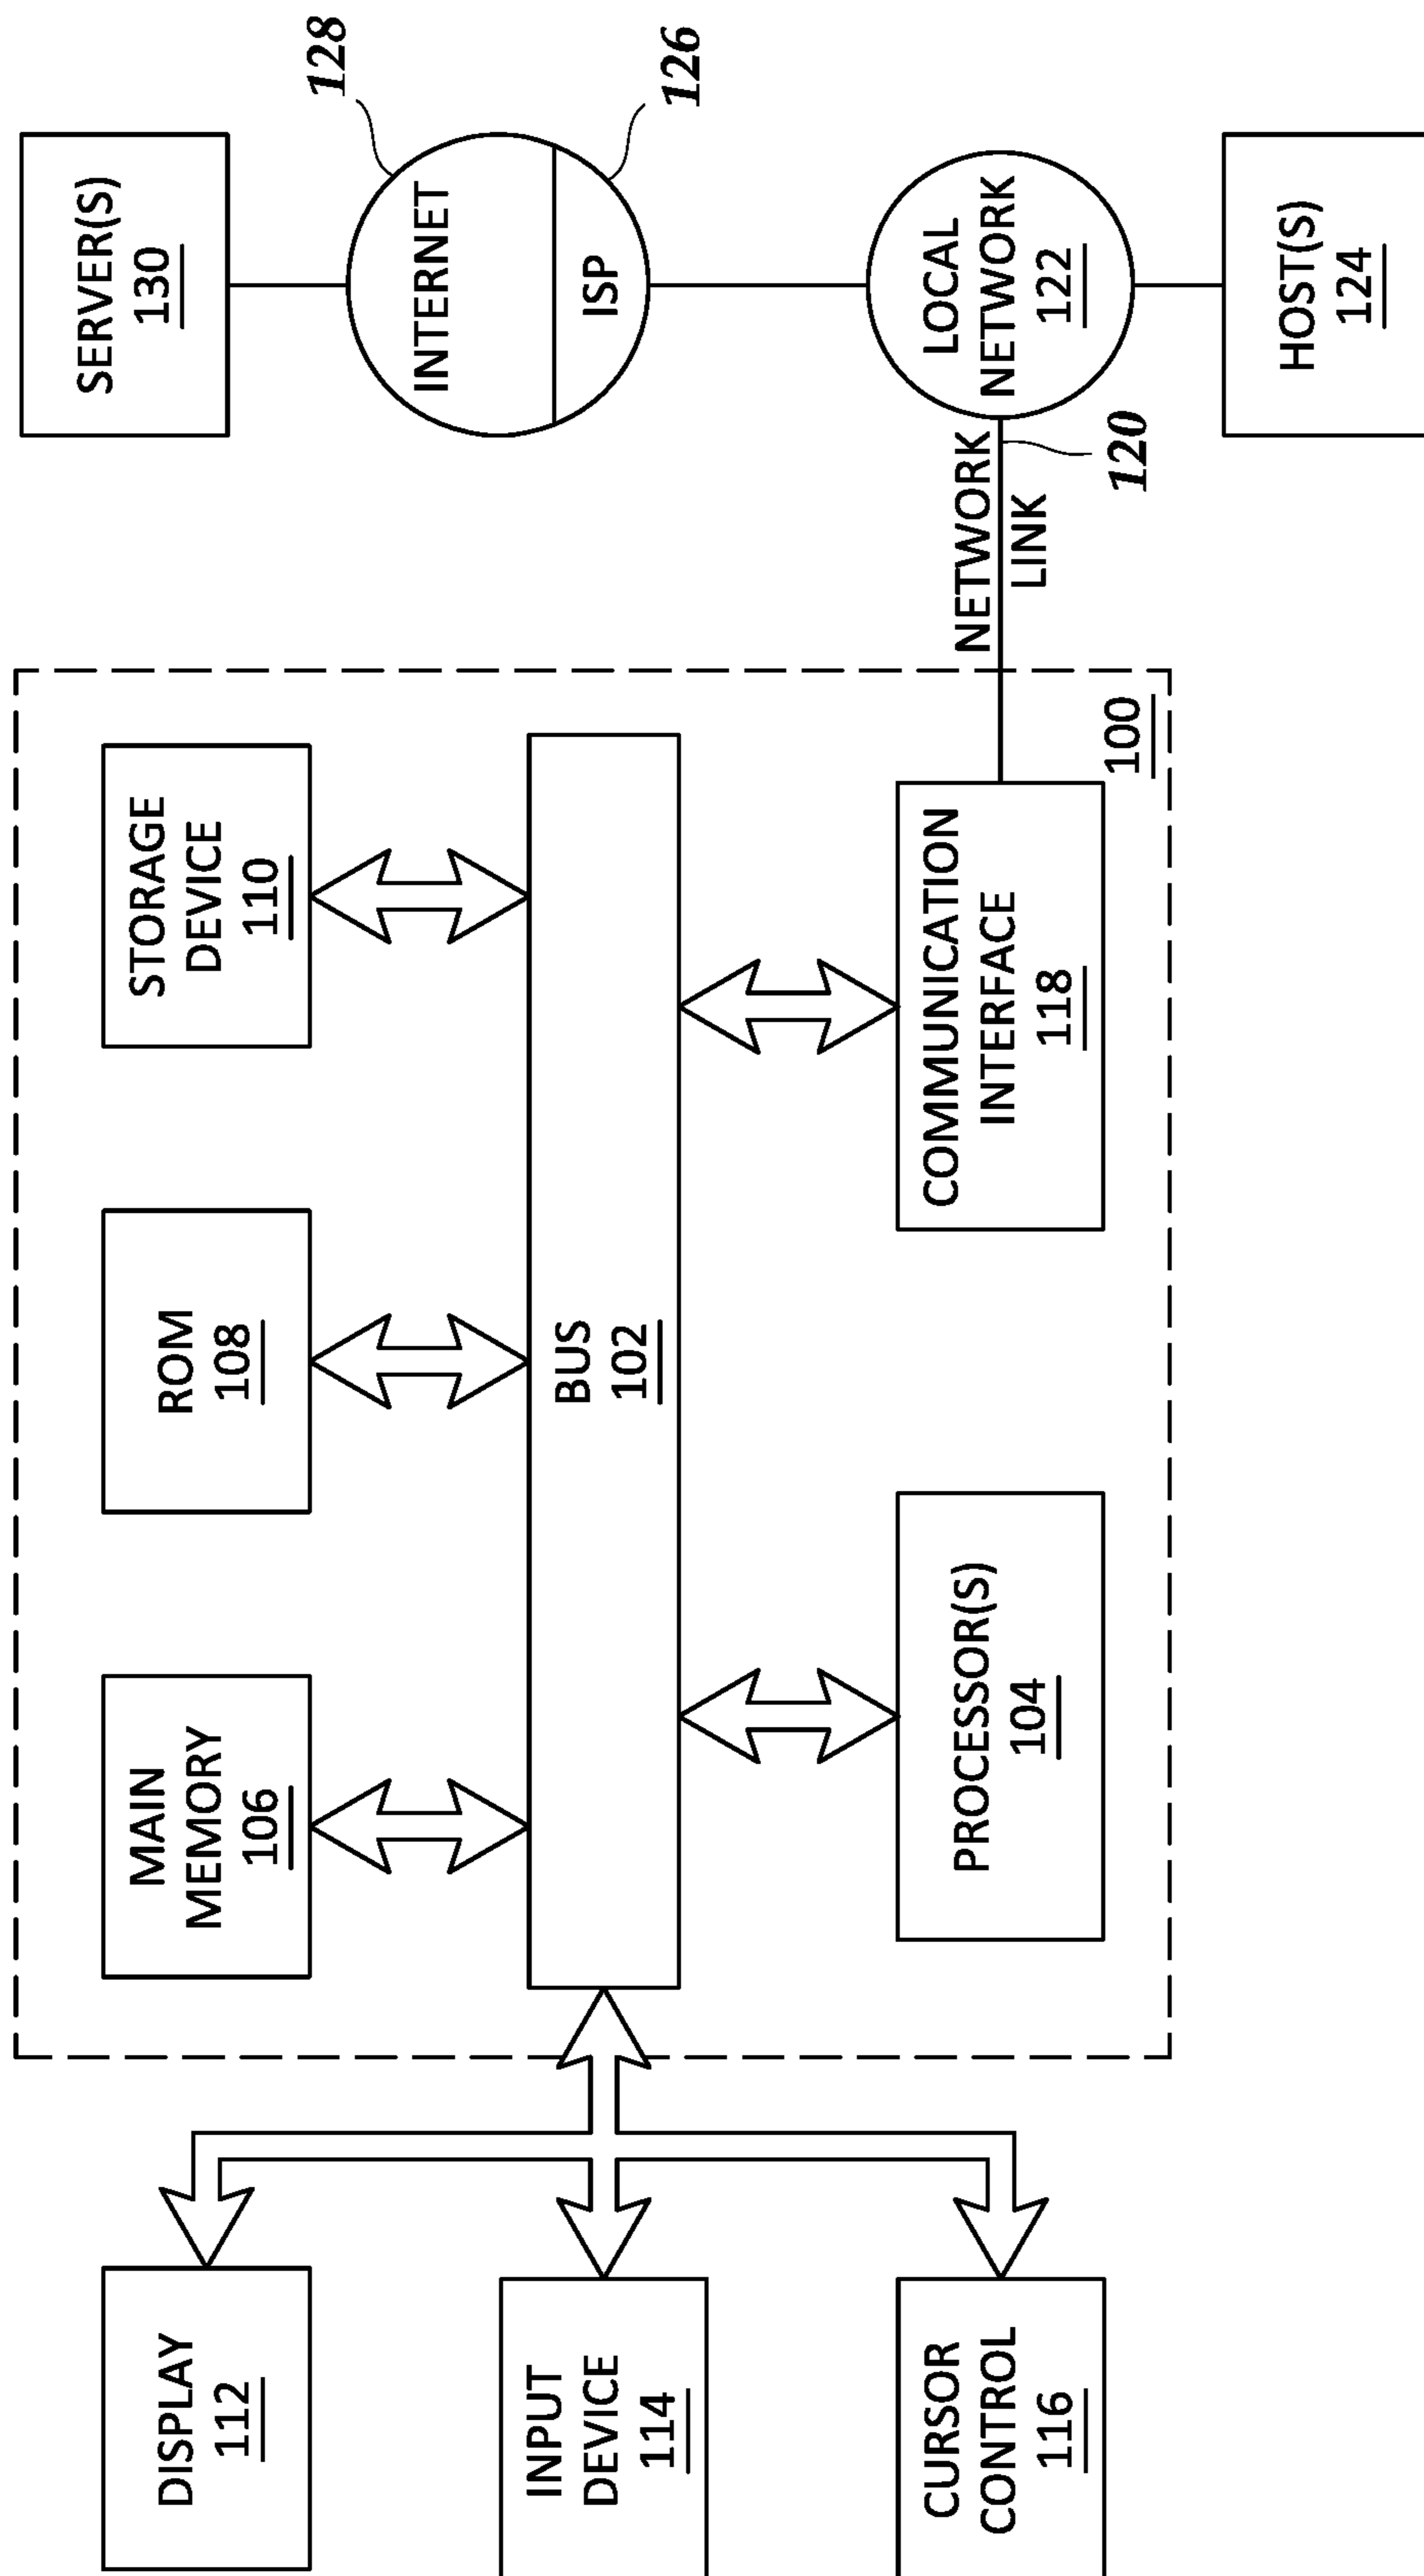 DISPLAY
112
INPUT
DEVICE
114
CURSOR
CONTROL
116
MAIN
MEMORY
106
ROM
108
STORAGE
DEVICE
110
BUS
102
PROCESSOR(S)
104
COMMUNICATION
INTERFACE
118
100
NETWORK
LINK
120
SERVER(S)
130
128
INTERNET
ISP
126
LOCAL
NETWORK
122
HOST(S)
124